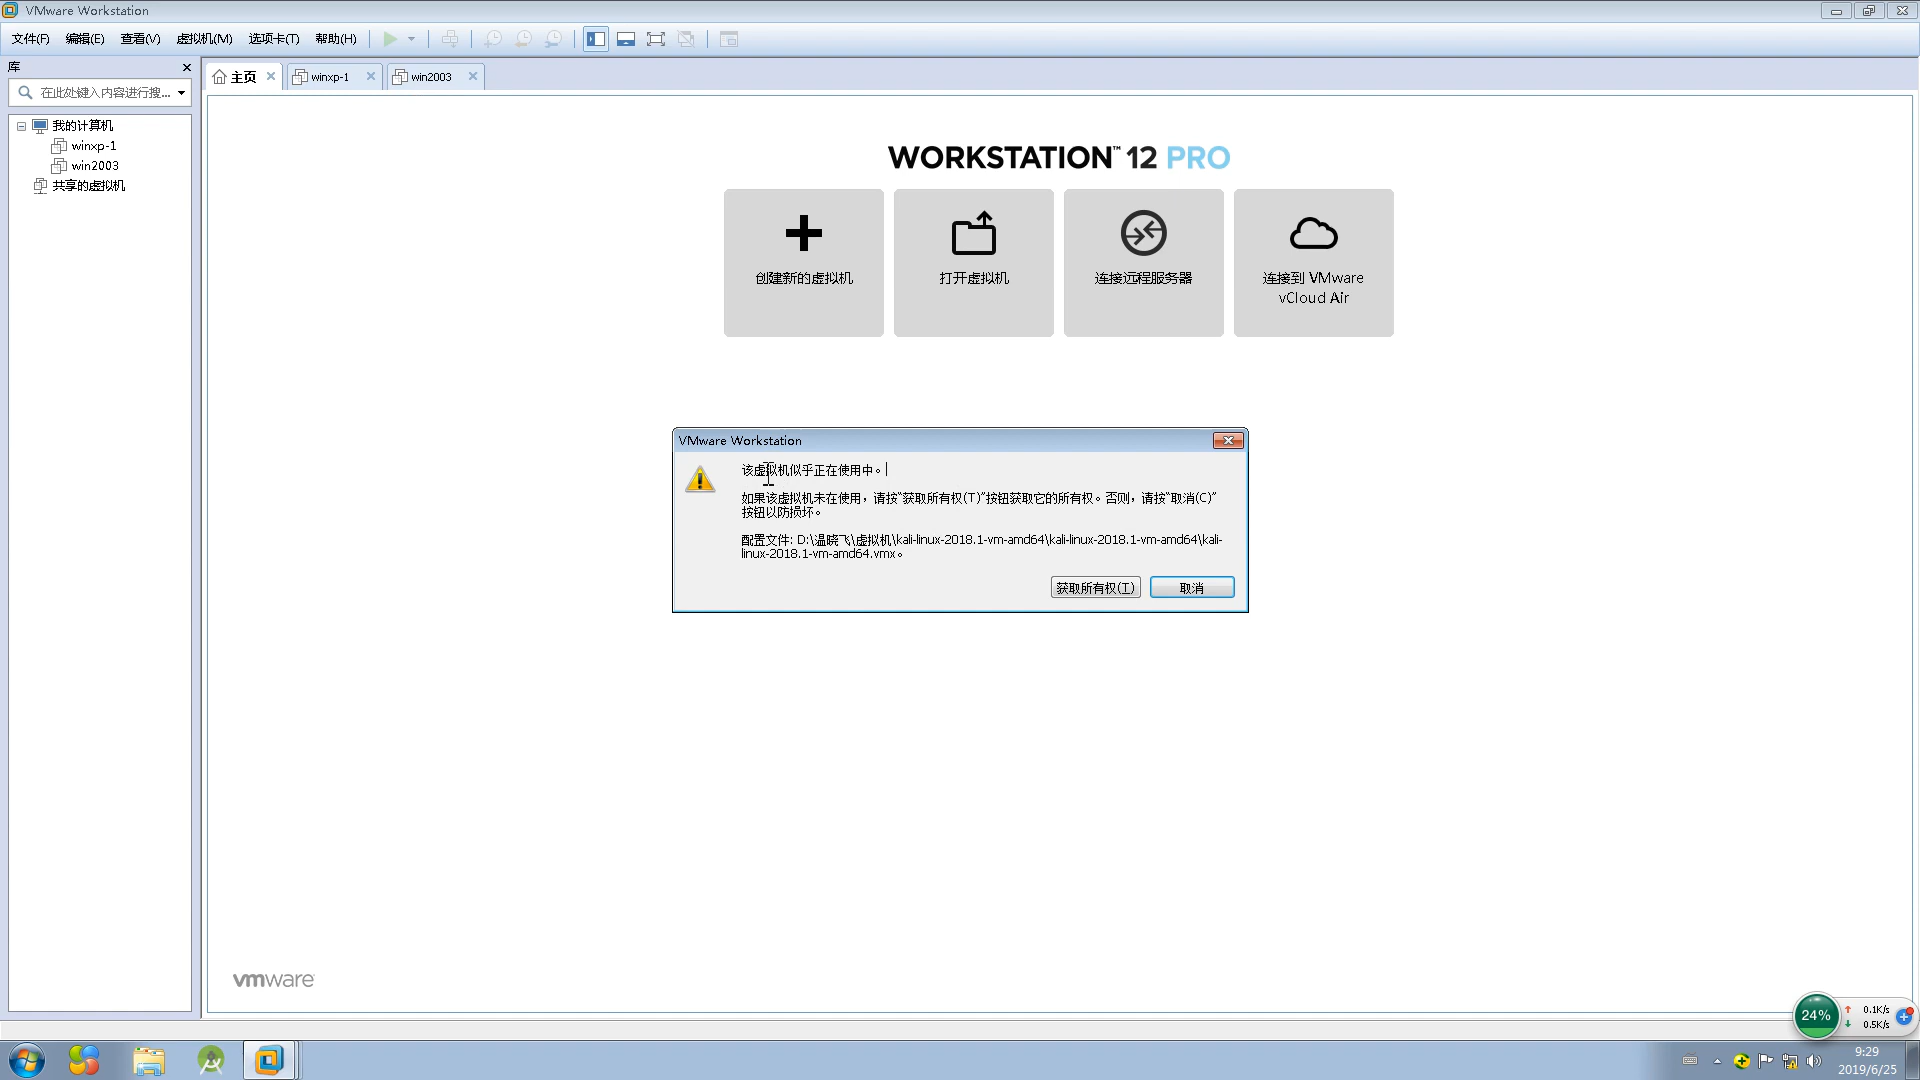 VMware Workstation
文件(F) 编辑(E) 查看(V) 虚拟机(M) 选项卡(T) 帮助(H)
库
主页 winxp-1 win2003
在此处键入内容进行搜...
我的计算机
winxp-1
win2003
共享的虚拟机
WORKSTATION™ 12 PRO
创建新的虚拟机
打开虚拟机
连接远程服务器
连接到 VMware
vCloud Air
VMware Workstation
该虚拟机似乎正在使用中。
如果该虚拟机未在使用，请按“获取所有权(T)”按钮获取它的所有权。否则，请按“取消(C)”
按钮以防损坏。
配置文件: D:\温晓飞\虚拟机\kali-linux-2018.1-vm-amd64\kali-linux-2018.1-vm-amd64\kali-
linux-2018.1-vm-amd64.vmx。
获取所有权(T) 取消
vmware
24%
0.1K/s
0.5K/s
9:29
2019/6/25